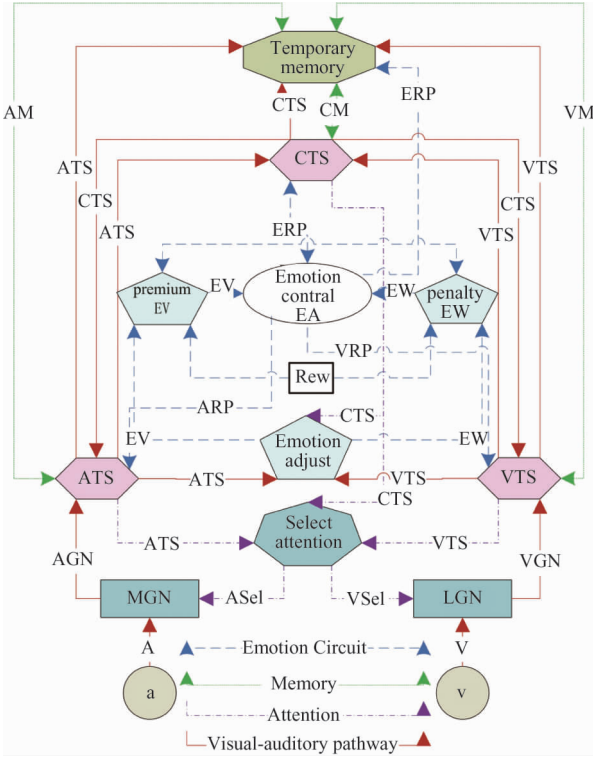 Temporary
memory
AM
CTS
CM
ERP
VM
CTS
ATS
CTS
ATS
VTS
CTS
VTS
ERP
premium
EV
EV
Emotion
contral
EA
EW
penalty
EW
VRP
Rew
ARP
CTS
EV
Emotion
adjust
EW
ATS
ATS
VTS
VTS
CTS
Select
attention
ATS
VTS
AGN
VGN
MGN
ASel
VSel
LGN
A
Emotion Circuit
V
a
Memory
v
Attention
Visual-auditory pathway